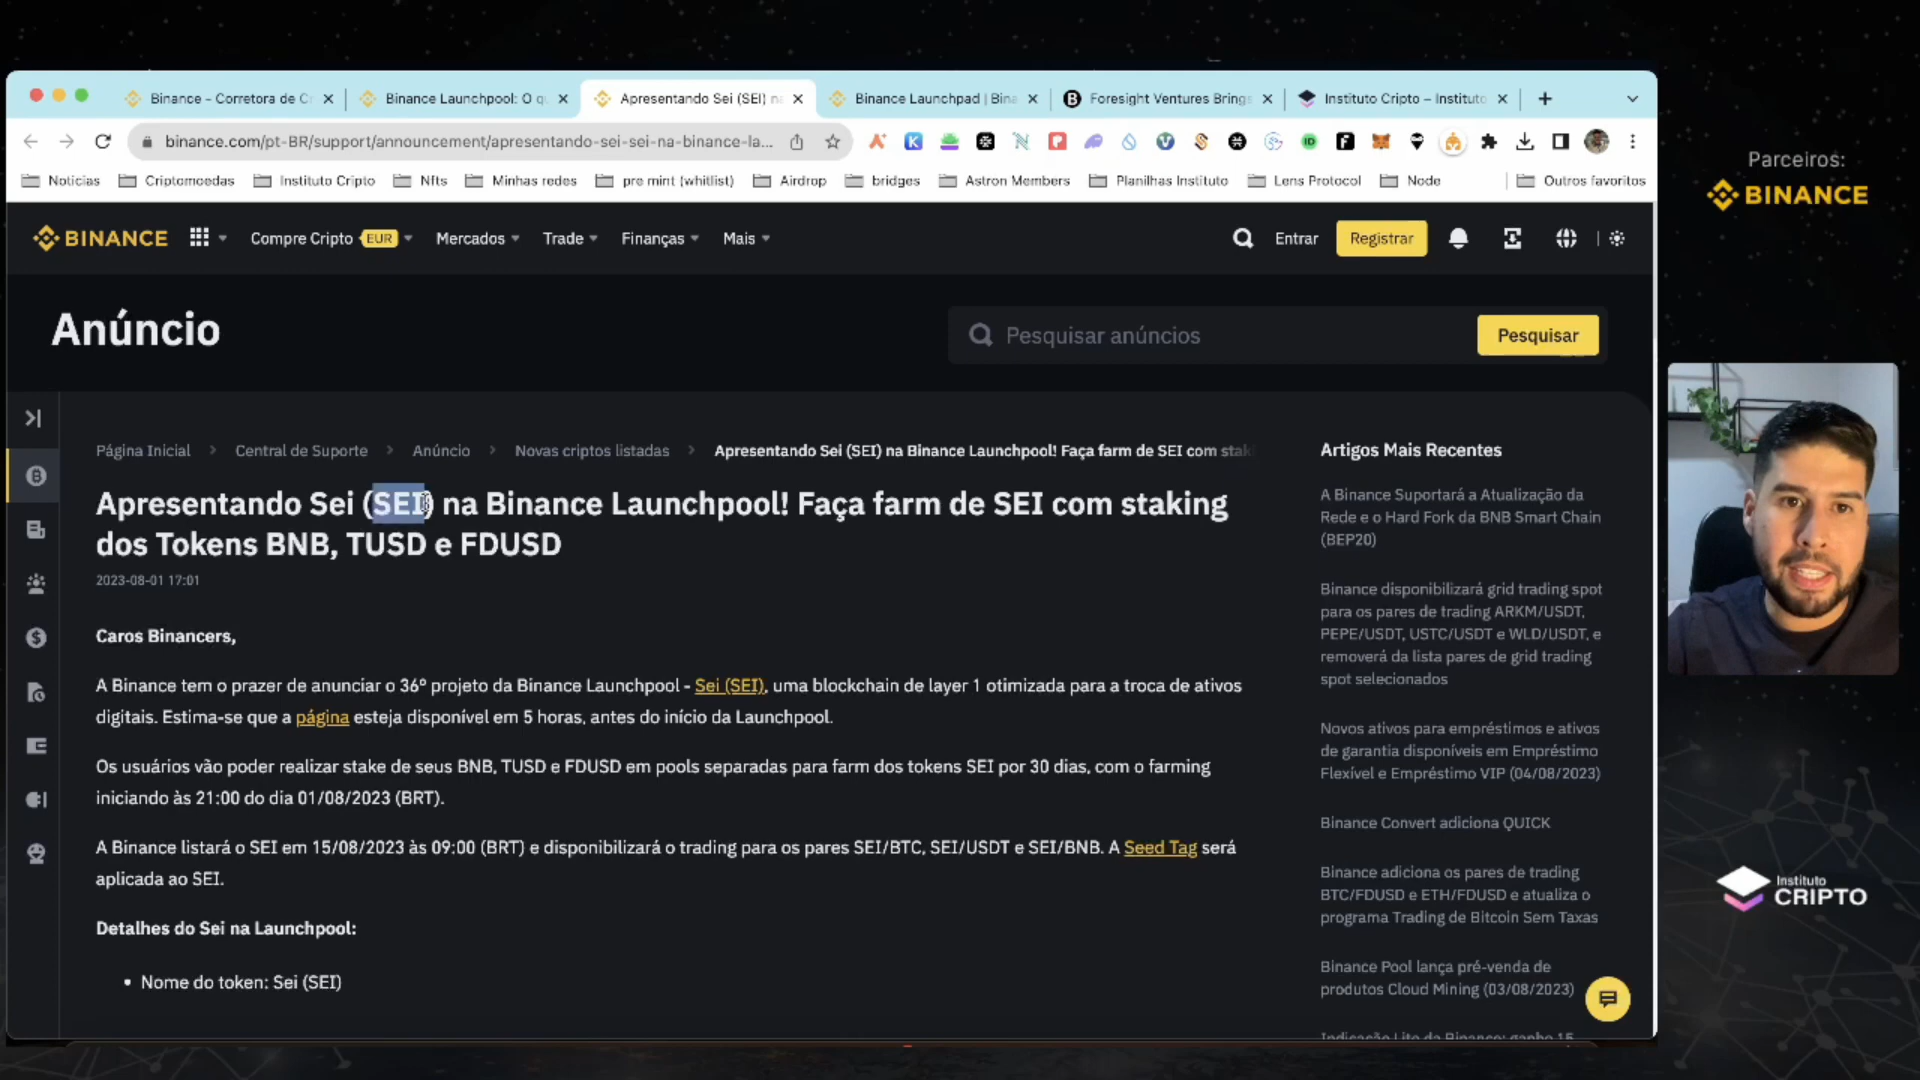 Binance - Corretora de C
Binance Launchpool: O q
Apresentando Sei (SEI) n
Binance Launchpad | Bina
Foresight Ventures Brings
Instituto Cripto – Instituto
binance.com/pt-BR/support/announcement/apresentando-sei-sei-na-binance-la...
Notícias
Criptomoedas
Instituto Cripto
Nfts
Minhas redes
pre mint (whitlist)
Airdrop
bridges
Astron Members
Planilhas Instituto
Lens Protocol
Node
Outros favoritos
BINANCE
Compre Cripto EUR
Mercados
Trade
Finanças
Mais
Entrar
Registrar
Anúncio
Pesquisar anúncios
Pesquisar
Página Inicial > Central de Suporte > Anúncio > Novas criptos listadas > Apresentando Sei (SEI) na Binance Launchpool! Faça farm de SEI com stak
Apresentando Sei (SEI) na Binance Launchpool! Faça farm de SEI com staking
dos Tokens BNB, TUSD e FDUSD
2023-08-01 17:01
Caros Binancers,
A Binance tem o prazer de anunciar o 36º projeto da Binance Launchpool - Sei (SEI), uma blockchain de layer 1 otimizada para a troca de ativos
digitais. Estima-se que a página esteja disponível em 5 horas, antes do início da Launchpool.
Os usuários vão poder realizar stake de seus BNB, TUSD e FDUSD em pools separadas para farm dos tokens SEI por 30 dias, com o farming
iniciando às 21:00 do dia 01/08/2023 (BRT).
A Binance listará o SEI em 15/08/2023 às 09:00 (BRT) e disponibilizará o trading para os pares SEI/BTC, SEI/USDT e SEI/BNB. A Seed Tag será
aplicada ao SEI.
Detalhes do Sei na Launchpool:
• Nome do token: Sei (SEI)
Artigos Mais Recentes
A Binance Suportará a Atualização da
Rede e o Hard Fork da BNB Smart Chain
(BEP20)
Binance disponibilizará grid trading spot
para os pares de trading ARKM/USDT,
PEPE/USDT, USTC/USDT e WLD/USDT, e
removerá da lista pares de grid trading
spot selecionados
Novos ativos para empréstimos e ativos
de garantia disponíveis em Empréstimo
Flexível e Empréstimo VIP (04/08/2023)
Binance Convert adiciona QUICK
Binance adiciona os pares de trading
BTC/FDUSD e ETH/FDUSD e atualiza o
programa Trading de Bitcoin Sem Taxas
Binance Pool lança pré-venda de
produtos Cloud Mining (03/08/2023)
Indicação Lite da Binance: ganhe 15
Parceiros:
BINANCE
Instituto
CRIPTO